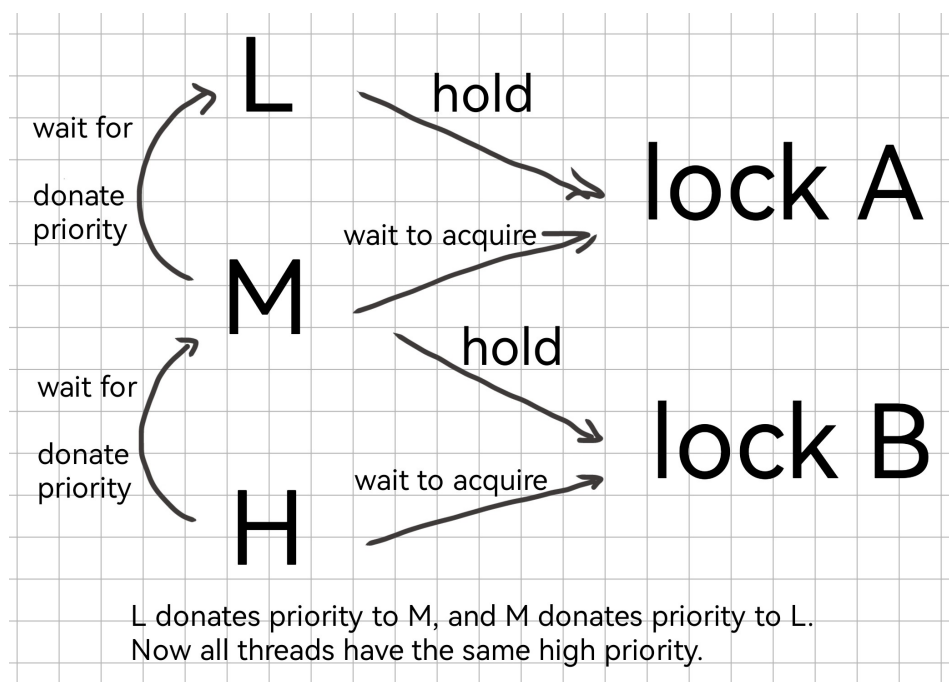 L
hold
wait for
lock A
donate
priority
wait to acquire
M
hold
wait for
lock B
donate
priority
wait to acquire
H
L donates priority to M, and M donates priority to L.
Now all threads have the same high priority.